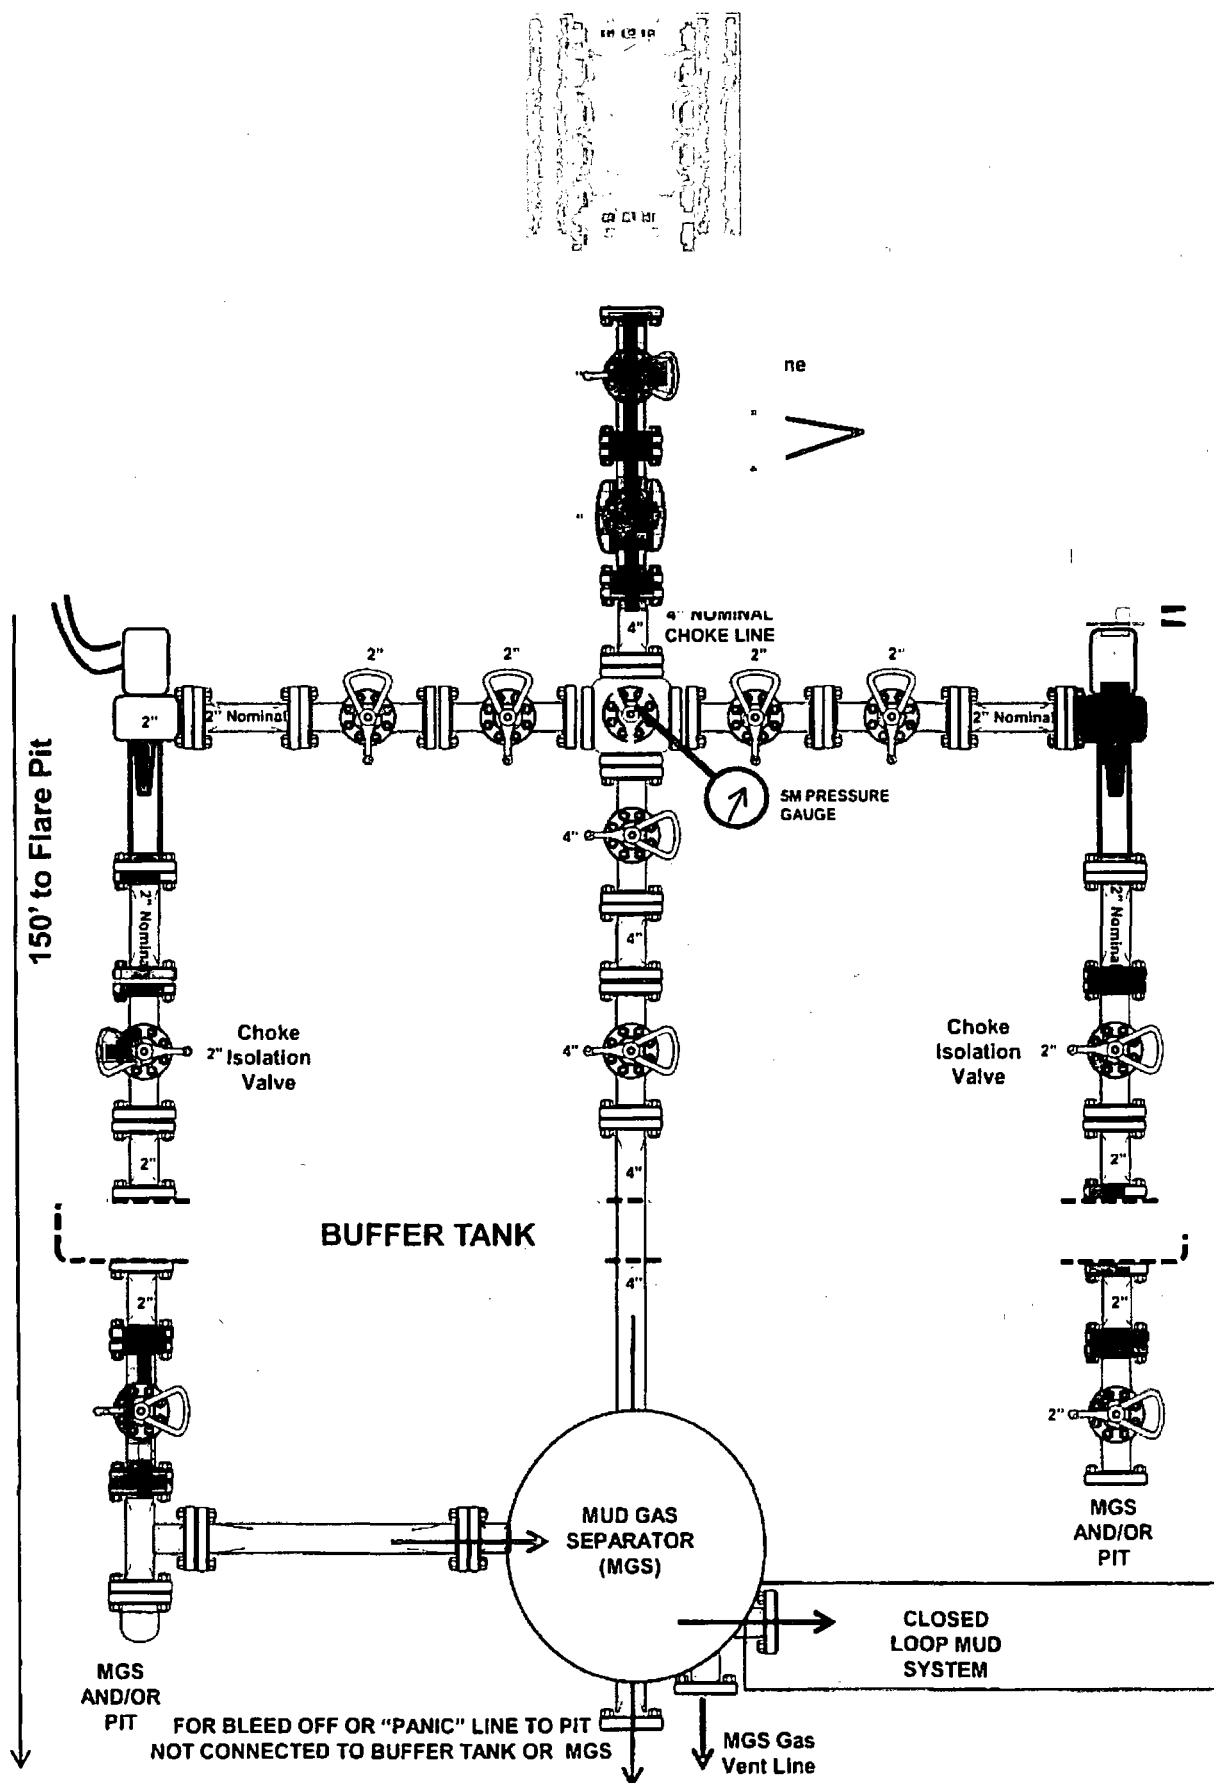 ne
4" NOMINAL
CHOKE LINE
4"
2"
2"
2"
2"
2"
2" Nominal
2" Nominal
5M PRESSURE
GAUGE
150' to Flare Pit
4"
2" Nominal
4"
2" Nominal
Choke
Isolation
Valve
2"
4"
Choke
Isolation
Valve
2"
2"
4"
2"
BUFFER TANK
4"
2"
2"
2"
MUD GAS
SEPARATOR
(MGS)
MGS
AND/OR
PIT
CLOSED
LOOP MUD
SYSTEM
MGS
AND/OR
PIT
FOR BLEED OFF OR "PANIC" LINE TO PIT
NOT CONNECTED TO BUFFER TANK OR MGS
MGS Gas
Vent Line